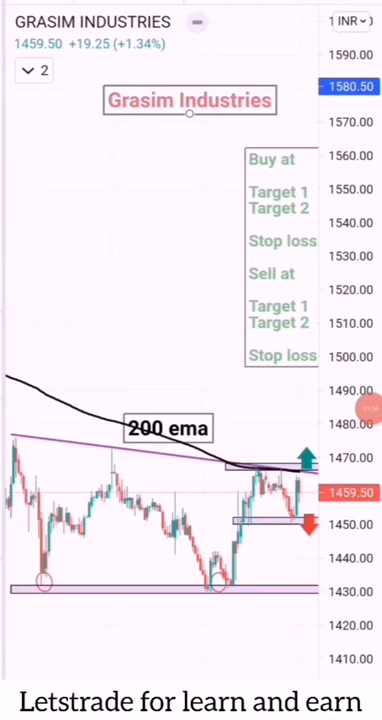 GRASIM INDUSTRIES
INR
1459.50 +19.25 (+1.34%)
1590.00
2
1580.50
Grasim Industries
1570.00
Buy at
1560.00
Target 1
1550.00
Target 2
1540.00
Stop loss
1530.00
Sell at
1520.00
Target 1
1510.00
Target 2
Stop loss
1500.00
1490.00
200 ema
1480.00
1470.00
1459.50
1450.00
1440.00
1430.00
1420.00
1410.00
Letstrade for learn and earn